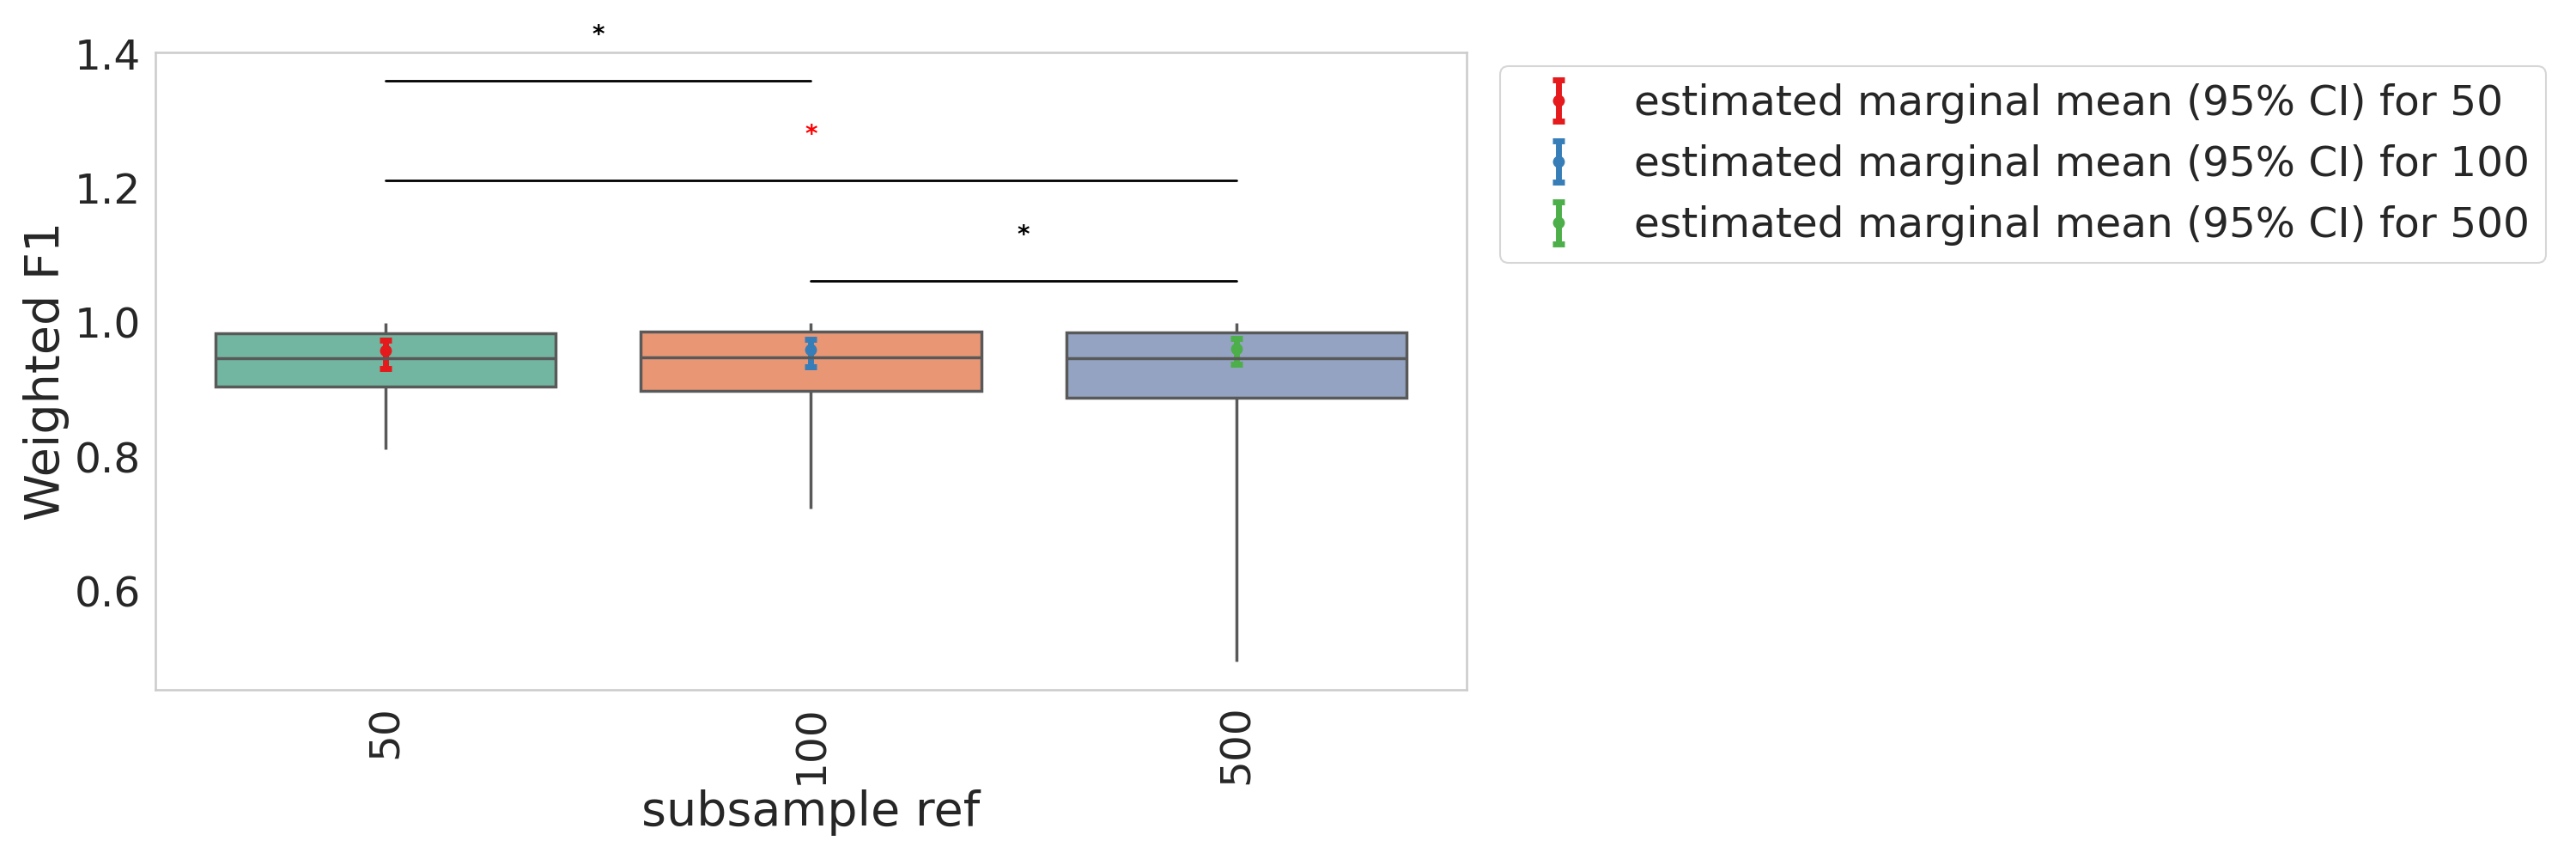 *
1.4
*
1.2
*
1.0
0.8
0.6
Weighted F1
50
100
500
subsample ref
estimated marginal mean (95% CI) for 50
estimated marginal mean (95% CI) for 100
estimated marginal mean (95% CI) for 500